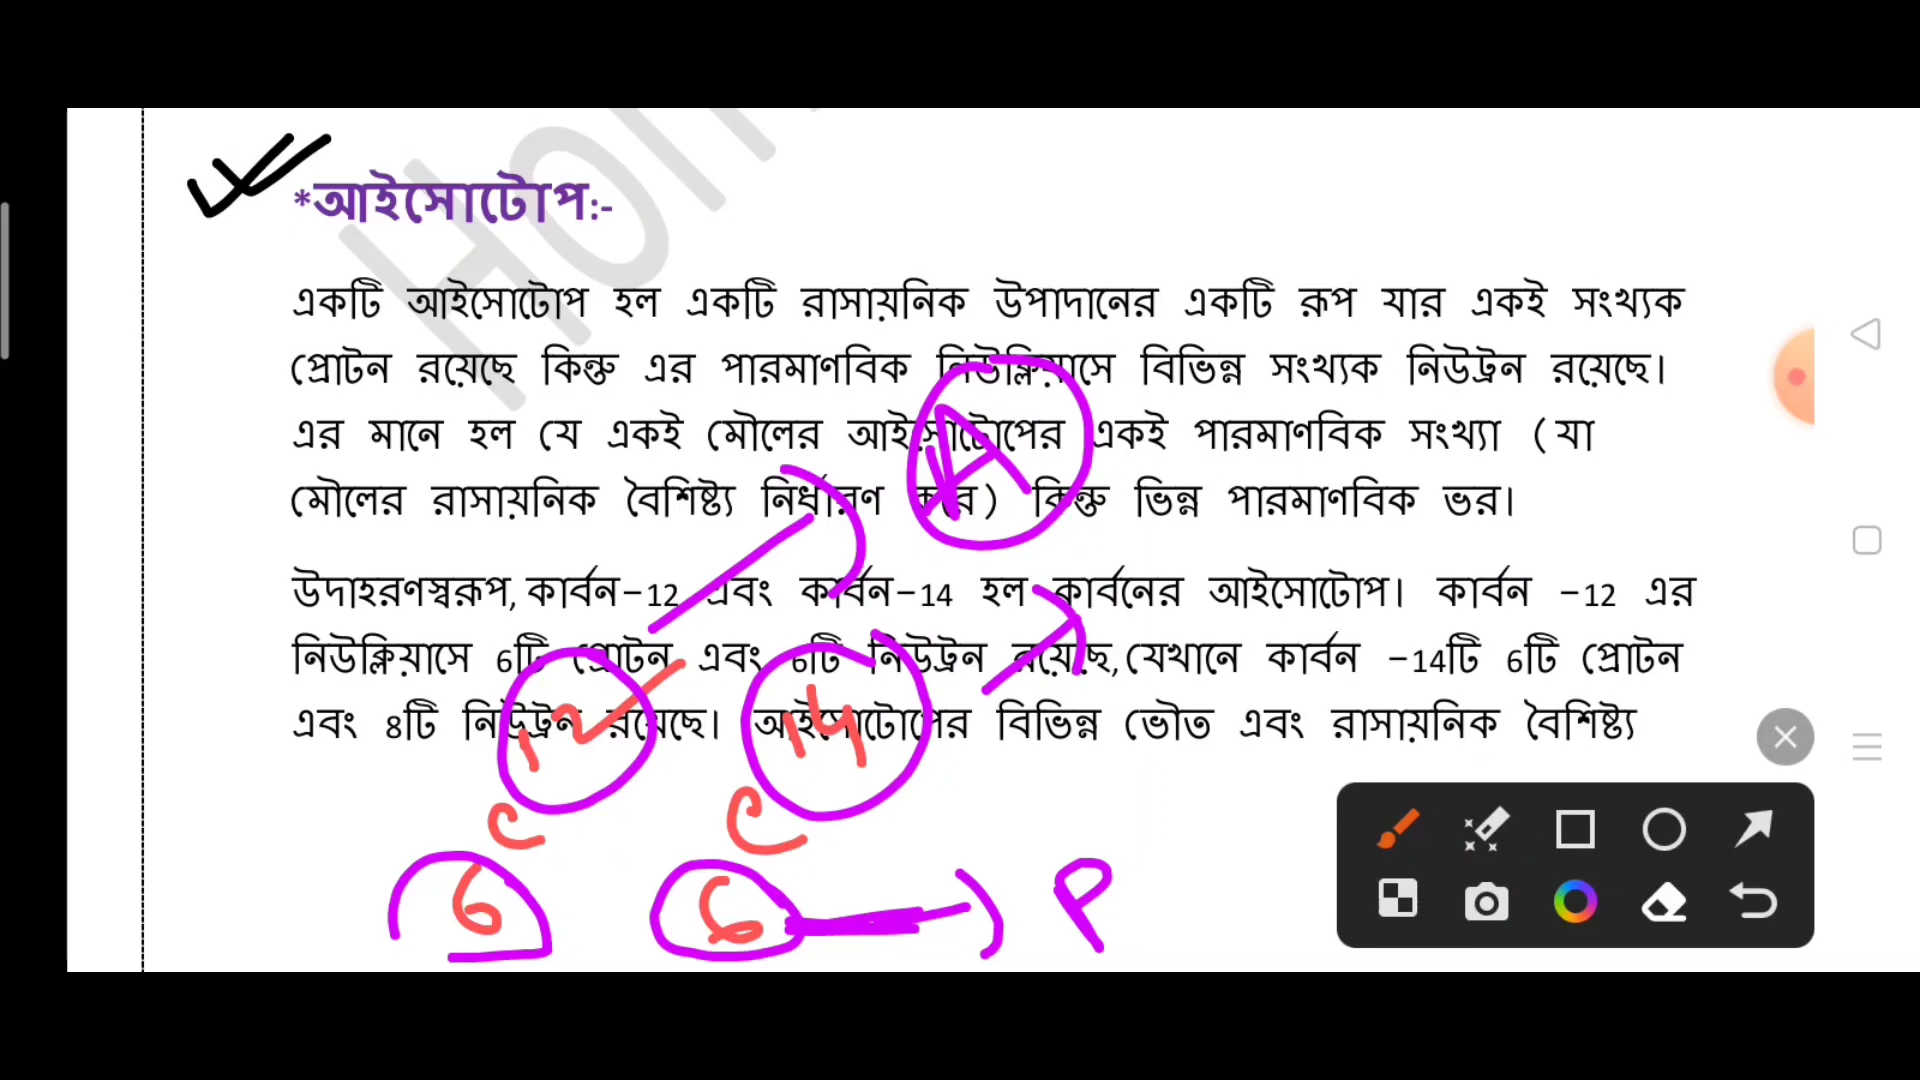 *আইসোটোপ:-
একটি আইসোটোপ হল একটি রাসায়নিক উপাদানের একটি রূপ যার একই সংখ্যক
প্রোটন রয়েছে কিন্তু এর পারমাণবিক নিউক্লিয়াসে বিভিন্ন সংখ্যক নিউট্রন রয়েছে।
এর মানে হল যে একই মৌলের আইসোটোপের একই পারমাণবিক সংখ্যা (যা
মৌলের রাসায়নিক বৈশিষ্ট্য নির্ধারণ করে) কিন্তু ভিন্ন পারমাণবিক ভর।
উদাহরণস্বরূপ, কার্বন-12 এবং কার্বন-14 হল কার্বনের আইসোটোপ। কার্বন -12 এর
নিউক্লিয়াসে 6টি প্রোটন এবং 6টি নিউট্রন রয়েছে, যেখানে কার্বন -14টি 6টি প্রোটন
এবং 8টি নিউট্রন রয়েছে। আইসোটোপের বিভিন্ন ভৌত এবং রাসায়নিক বৈশিষ্ট্য
A
12 14
C C
6 6 P